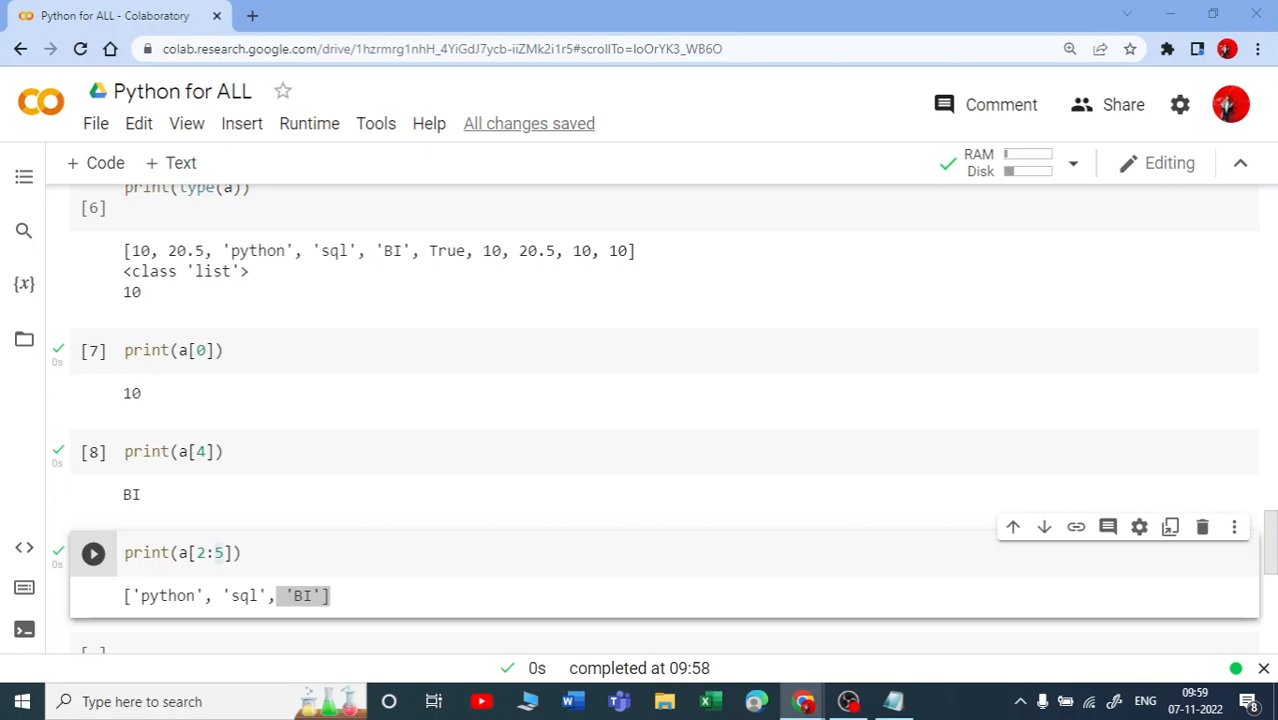 Python for ALL - Colaboratory
colab.research.google.com/drive/1hzrmrg1nhH_4YiGdJ7ycb-iiZMk2i1r5#scrollTo=IoOrYK3_WB6O
Python for ALL
Comment
Share
File Edit View Insert Runtime Tools Help All changes saved
+ Code + Text
RAM
Disk
Editing
print(type(a))
[6]
[10, 20.5, 'python', 'sql', 'BI', True, 10, 20.5, 10, 10]
<class 'list'>
10
[7] print(a[0])
0s
10
[8] print(a[4])
0s
BI
print(a[2:5])
0s
['python', 'sql', 'BI']
[ ]
0s completed at 09:58
Type here to search
ENG
09:59
07-11-2022
8